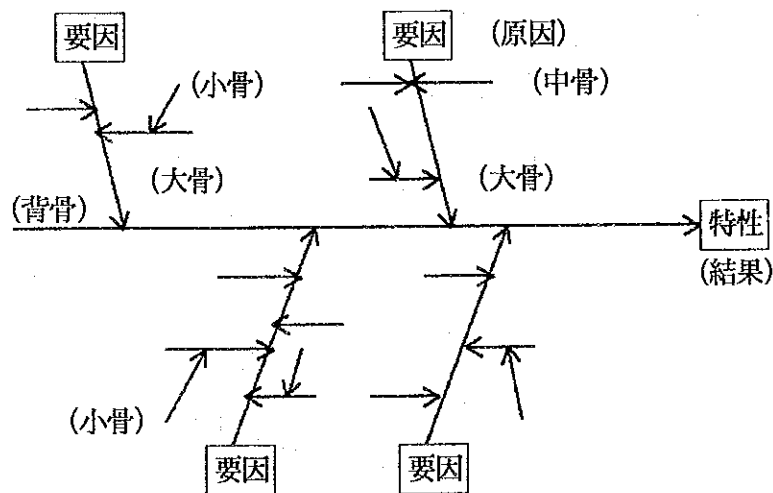 要因
要因
(原因)
(小骨)
(中骨)
(大骨)
(大骨)
(背骨)
特性
(結果)
(小骨)
要因
要因